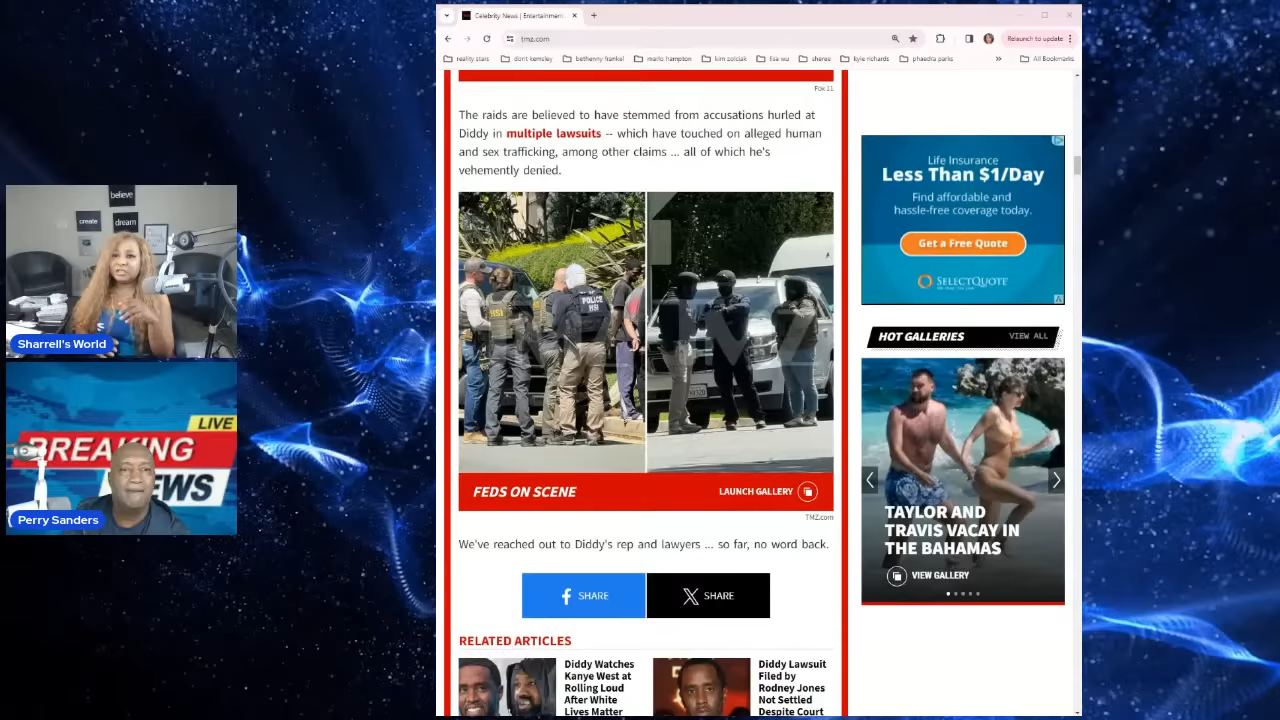 believe
create
dream
Sharrell's World
LIVE
BREAKING
NEWS
Perry Sanders
Celebrity News | Entertainment
tmz.com
Relaunch to update
reality stars
dorit kemsley
bethenny frankel
marlo hampton
kim zolciak
lisa wu
sheree
kyle richards
phaedra parks
»
All Bookmarks
FOX 11
The raids are believed to have stemmed from accusations hurled at
Diddy in multiple lawsuits -- which have touched on alleged human
and sex trafficking, among other claims ... all of which he's
vehemently denied.
HSI
POLICE
HSI
TMZ
FEDS ON SCENE
LAUNCH GALLERY
TMZ.com
We've reached out to Diddy's rep and lawyers ... so far, no word back.
SHARE
SHARE
RELATED ARTICLES
Diddy Watches
Kanye West at
Rolling Loud
After White
Lives Matter
Diddy Lawsuit
Filed by
Rodney Jones
Not Settled
Despite Court
Life Insurance
Less Than $1/Day
Find affordable and
hassle-free coverage today.
Get a Free Quote
SELECTQUOTE
HOT GALLERIES
VIEW ALL
TAYLOR AND
TRAVIS VACAY IN
THE BAHAMAS
VIEW GALLERY